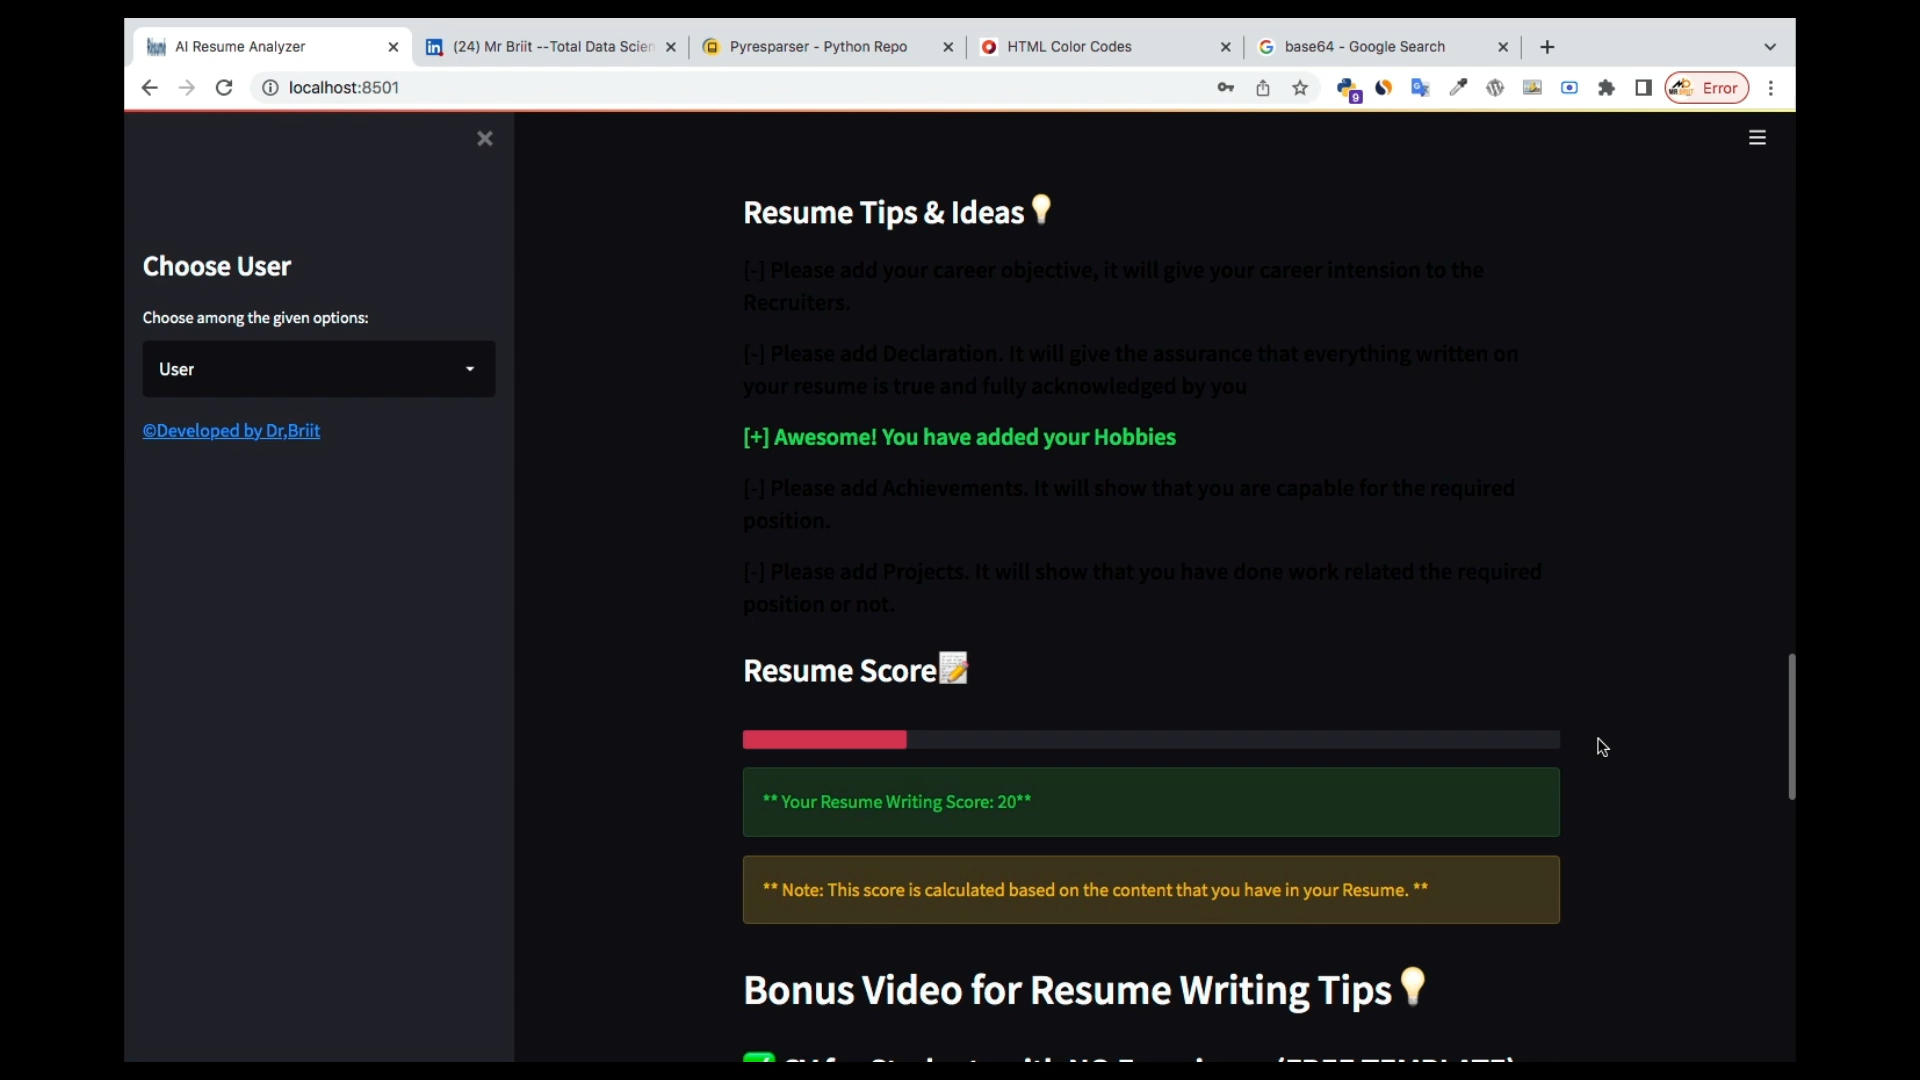 AI Resume Analyzer
(24) Mr Briit --Total Data Scien
Pyresparser - Python Repo
HTML Color Codes
base64 - Google Search
localhost:8501
9
Error
Choose User
Choose among the given options:
User
©Developed by Dr,Briit
Resume Tips & Ideas
[-] Please add your career objective, it will give your career intension to the
Recruiters.
[-] Please add Declaration. It will give the assurance that everything written on
your resume is true and fully acknowledged by you
[+] Awesome! You have added your Hobbies
[-] Please add Achievements. It will show that you are capable for the required
position.
[-] Please add Projects. It will show that you have done work related the required
position or not.
Resume Score
** Your Resume Writing Score: 20**
** Note: This score is calculated based on the content that you have in your Resume. **
Bonus Video for Resume Writing Tips